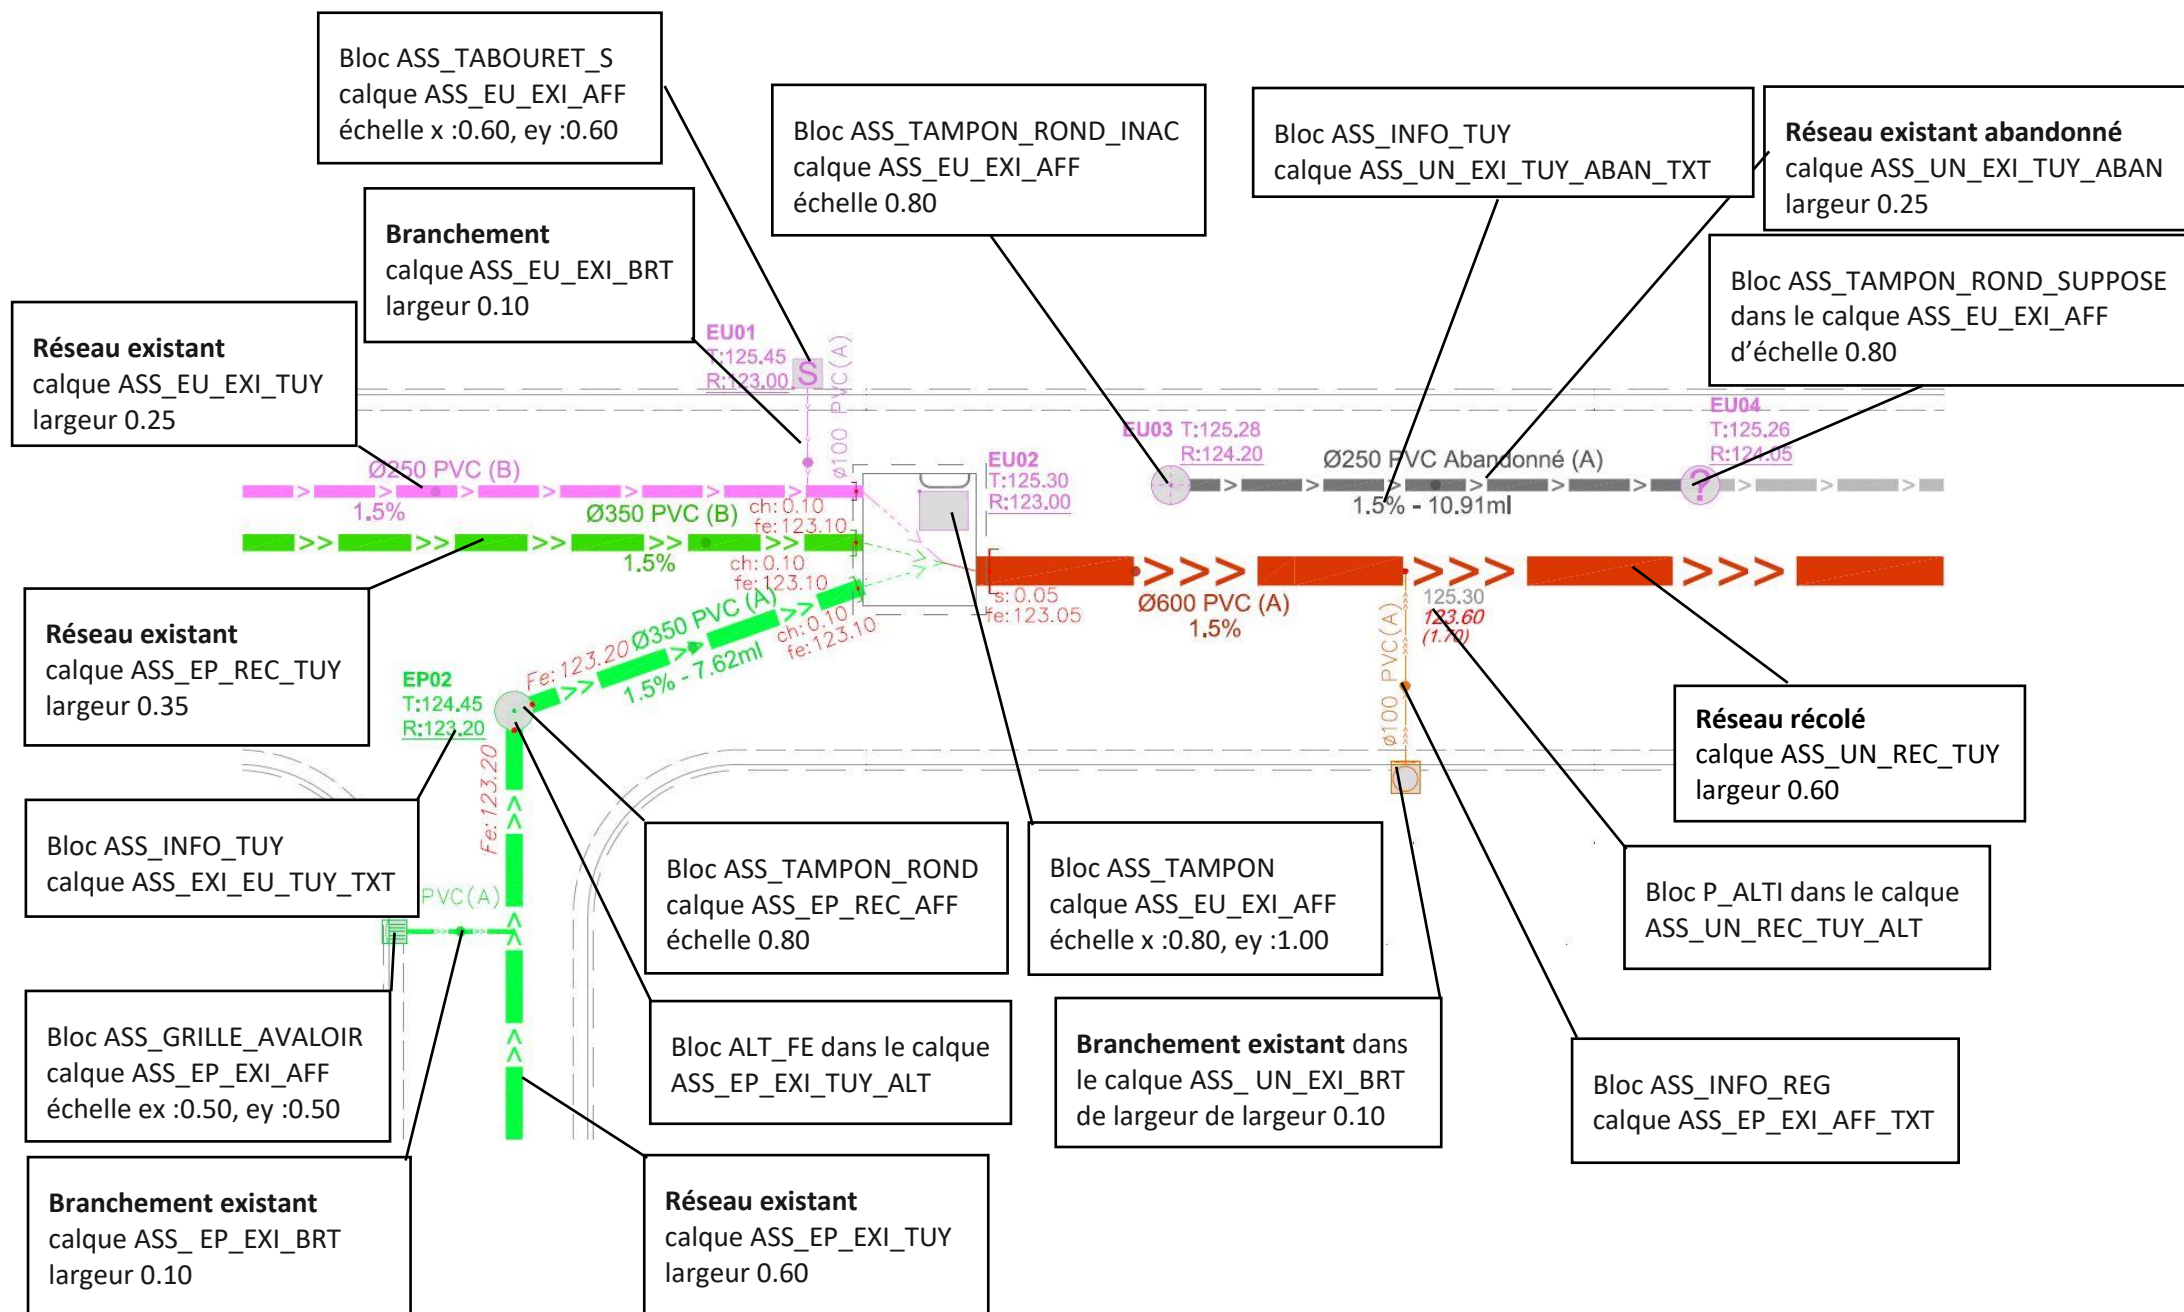 Bloc ASS_TABOURET_S
calque ASS_EU_EXI_AFF
échelle x :0.60, ey :0.60
Bloc ASS_TAMPON_ROND_INAC
calque ASS_EU_EXI_AFF
échelle 0.80
Bloc ASS_INFO_TUY
calque ASS_UN_EXI_TUY_ABAN_TXT
Réseau existant abandonné
calque ASS_UN_EXI_TUY_ABAN
largeur 0.25
Branchement
calque ASS_EU_EXI_BRT
largeur 0.10
Bloc ASS_TAMPON_ROND_SUPPOSE
dans le calque ASS_EU_EXI_AFF
d’échelle 0.80
Réseau existant
calque ASS_EU_EXI_TUY
largeur 0.25
EU01
T:125.45
R:123.00
S
ø100 PVC(A)
EU03 T:125.28
R:124.20
EU04
T:125.26
R:124.05
?
Ø250 PVC Abandonné (A)
1.5% - 10.91ml
EU02
T:125.30
R:123.00
Ø250 PVC (B)
1.5%
ch:0.10
fe:123.10
Ø350 PVC (B)
1.5%
ch:0.10
fe:123.10
Ø350 PVC (A)
1.5% - 7.62ml
ch:0.10
fe:123.10
Fe:123.20
s:0.05
fe:123.05
Ø600 PVC (A)
1.5%
125.30
123.60
(1.70)
ø100 PVC(A)
Réseau existant
calque ASS_EP_REC_TUY
largeur 0.35
EP02
T:124.45
R:123.20
Fe:123.20
Réseau récolé
calque ASS_UN_REC_TUY
largeur 0.60
Bloc ASS_INFO_TUY
calque ASS_EXI_EU_TUY_TXT
PVC(A)
Bloc ASS_TAMPON_ROND
calque ASS_EP_REC_AFF
échelle 0.80
Bloc ASS_TAMPON
calque ASS_EU_EXI_AFF
échelle x :0.80, ey :1.00
Bloc P_ALTI dans le calque
ASS_UN_REC_TUY_ALT
Bloc ASS_GRILLE_AVALOIR
calque ASS_EP_EXI_AFF
échelle ex :0.50, ey :0.50
Bloc ALT_FE dans le calque
ASS_EP_EXI_TUY_ALT
Branchement existant dans
le calque ASS_ UN_EXI_BRT
de largeur de largeur 0.10
Bloc ASS_INFO_REG
calque ASS_EP_EXI_AFF_TXT
Branchement existant
calque ASS_ EP_EXI_BRT
largeur 0.10
Réseau existant
calque ASS_EP_EXI_TUY
largeur 0.60